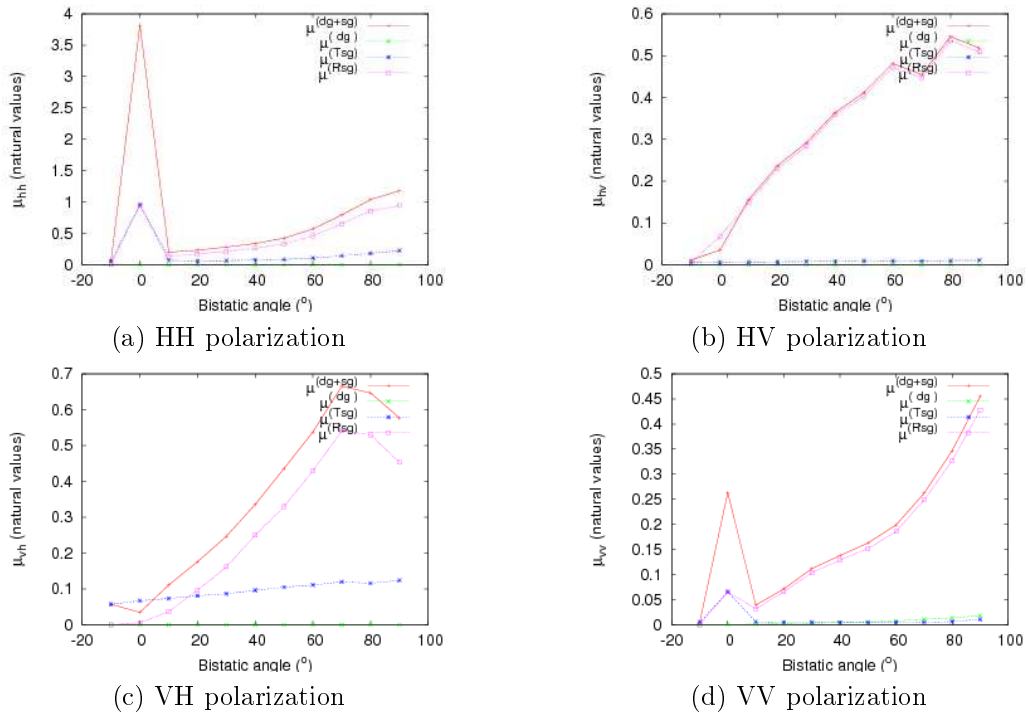 μ(dg+sg)
μ( dg )
μ(Tsg)
μ(Rsg)
4
3.5
3
2.5
2
1.5
1
0.5
0
μhh (natural values)
-20 0 20 40 60 80 100
Bistatic angle (o)
(a) HH polarization
μ(dg+sg)
μ( dg )
μ(Tsg)
μ(Rsg)
0.6
0.5
0.4
0.3
0.2
0.1
0
μhv (natural values)
-20 0 20 40 60 80 100
Bistatic angle (o)
(b) HV polarization
μ(dg+sg)
μ( dg )
μ(Tsg)
μ(Rsg)
0.7
0.6
0.5
0.4
0.3
0.2
0.1
0
μvh (natural values)
-20 0 20 40 60 80 100
Bistatic angle (o)
(c) VH polarization
μ(dg+sg)
μ( dg )
μ(Tsg)
μ(Rsg)
0.5
0.45
0.4
0.35
0.3
0.25
0.2
0.15
0.1
0.05
0
μvv (natural values)
-20 0 20 40 60 80 100
Bistatic angle (o)
(d) VV polarization